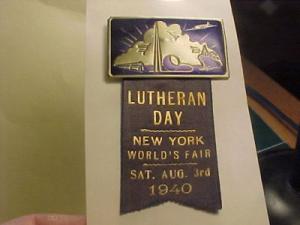 LUTHERAN
DAY
NEW YORK
WORLD'S FAIR
SAT. AUG. 3rd
1940